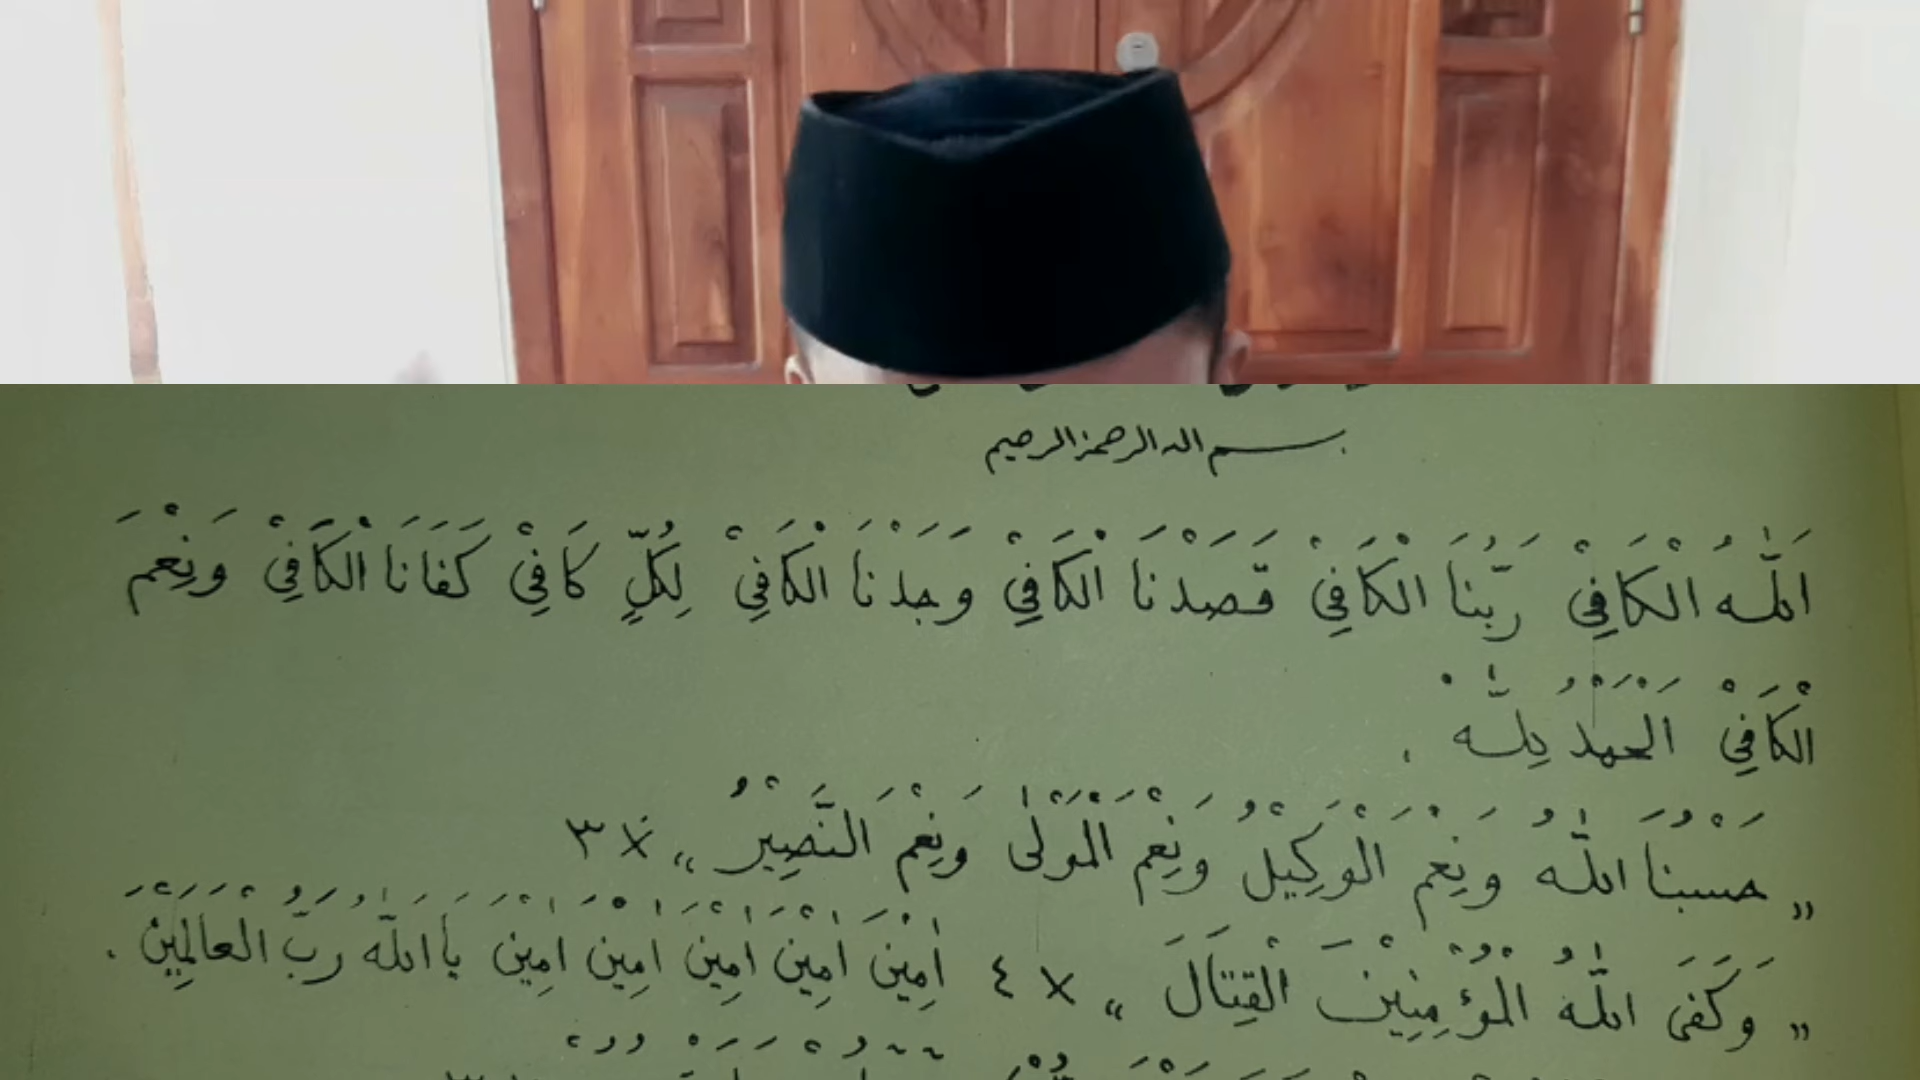 بسم الله الرحمن الرحيم
اَللّٰهُ الْكَافِيْ رَبُّنَا الْكَافِيْ قَصَدْنَا الْكَافِيْ وَجَدْنَا الْكَافِيْ لِكُلٍّ كَافِيْ كَفَانَا الْكَافِيْ وَنِعْمَ
الْكَافِيْ اَلْحَمْدُ لِلّٰهْ .
„ حَسْبُنَا اللّٰهُ وَنِعْمَ الْوَكِيْلُ وَنِعْمَ الْمَوْلٰى وَنِعْمَ النَّصِيْرُ “ ×٣
„ وَكَفَى اللّٰهُ الْمُؤْمِنِيْنَ الْقِتَالَ “ ×٤ اٰمِيْنَ اٰمِيْنَ اٰمِيْنَ اٰمِيْنَ اٰمِيْنَ يَا اَللّٰهُ رَبَّ الْعَالَمِيْنَ .